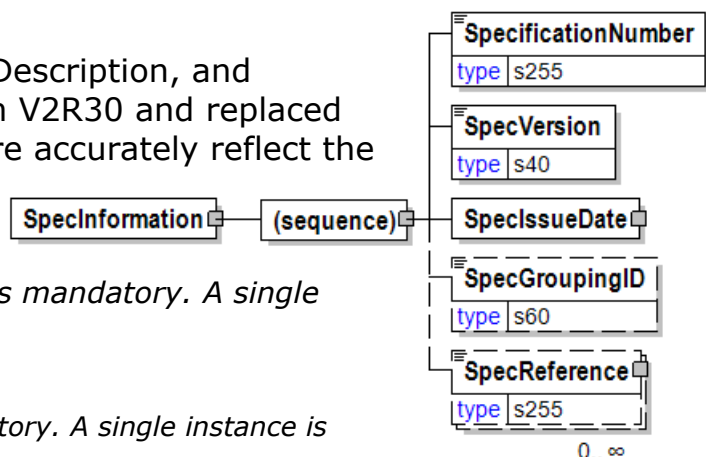 Description, and
V2R30 and replaced
re accurately reflect the
s mandatory. A single
tory. A single instance is
SpecInformation
(sequence)
SpecificationNumber
type s255
SpecVersion
type s40
SpecIssueDate
SpecGroupingID
type s60
SpecReference
type s255
0 ∞